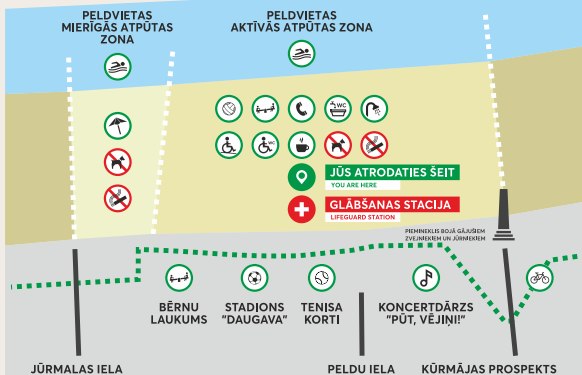 PELDVIETAS
MIERĪGĀS ATPŪTAS
ZONA
PELDVIETAS
AKTĪVĀS ATPŪTAS ZONA
WC
WC
JŪS ATRODATIES ŠEIT
YOU ARE HERE
GLĀBŠANAS STACIJA
LIFEGUARD STATION
PIEMINEKLIS BOJĀ GĀJUŠIEM
ZVEJNIEKIEM UN JŪRNIEKIEM
BĒRNU
LAUKUMS
STADIONS
"DAUGAVA"
TENISA
KORTI
KONCERTDĀRZS
"PŪT, VĒJIŅI!"
JŪRMALAS IELA
PELDU IELA
KŪRMĀJAS PROSPEKTS